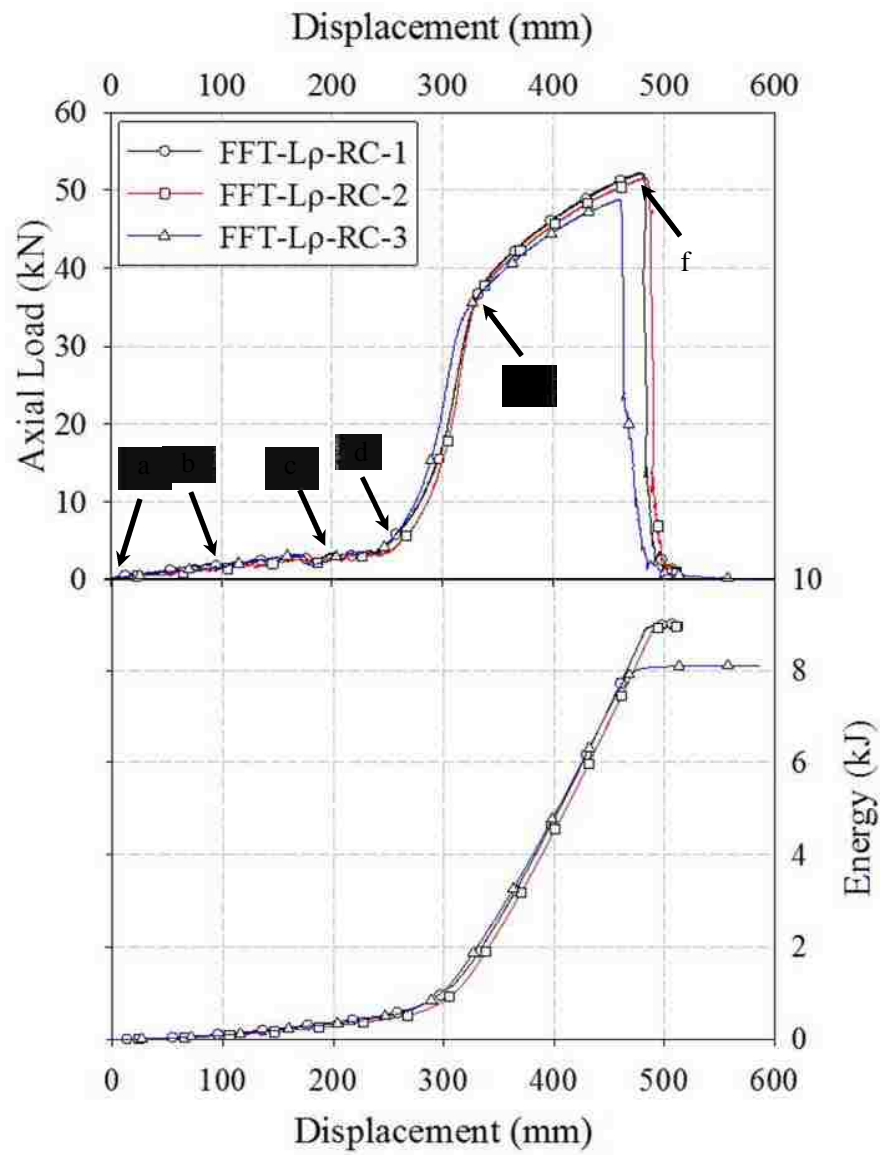 Displacement (mm)
0 100 200 300 400 500 600
60
50
40
30
20
10
0
Axial Load (kN)
FFT-Lρ-RC-1
FFT-Lρ-RC-2
FFT-Lρ-RC-3
f
a b c d
10
8
6
4
2
0
Energy (kJ)
0 100 200 300 400 500 600
Displacement (mm)